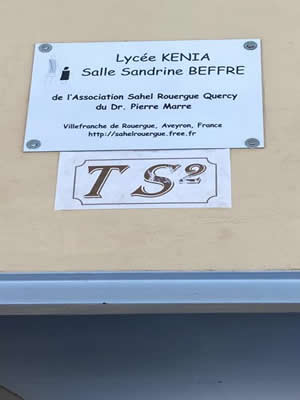 Lycée KENIA
Salle Sandrine BEFFRE
de l'Association Sahel Rouergue Quercy
du Dr. Pierre Marre
Villefranche de Rouergue, Aveyron, France
http://sahelrouergue.free.fr
T S2